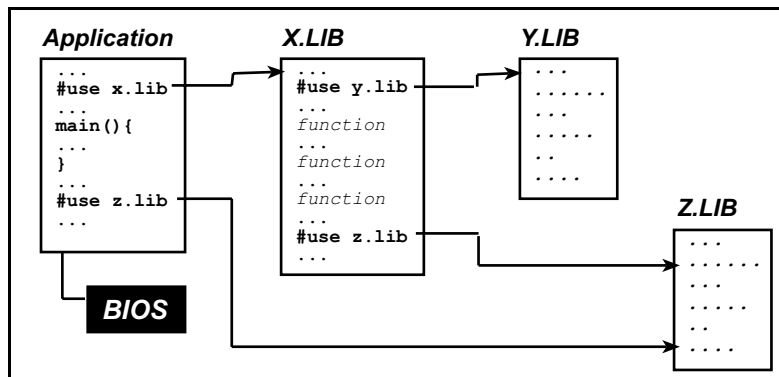 Application
...
#use x.lib
...
main(){
...
}
...
#use z.lib
...
BIOS
X.LIB
...
#use y.lib
...
function
...
function
...
function
...
#use z.lib
...
Y.LIB
...
......
...
.....
..
....
Z.LIB
...
......
...
.....
..
....